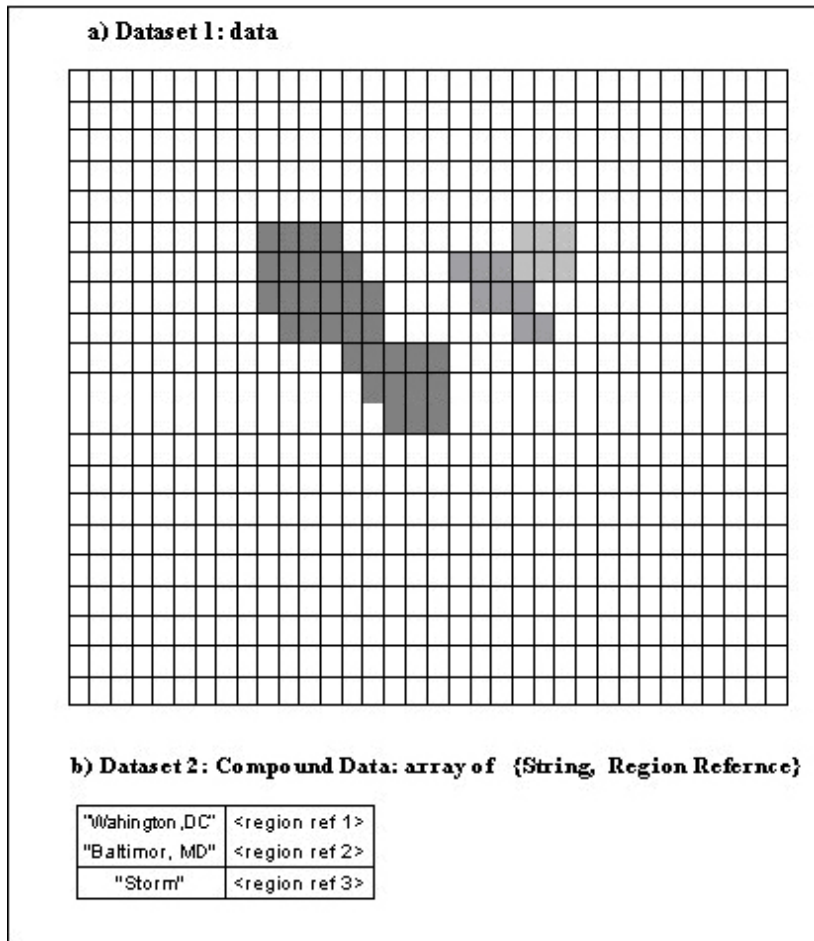 a) Dataset 1: data
b) Dataset 2: Compound Data: array of {String, Region Refernce}
"Wahington,DC" <region ref 1>
"Baltimor, MD" <region ref 2>
"Storm" <region ref 3>